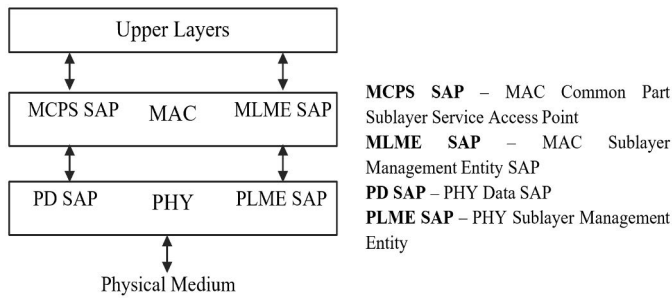 Upper Layers
MCPS SAP MAC MLME SAP
PD SAP PHY PLME SAP
Physical Medium
MCPS SAP – MAC Common Part
Sublayer Service Access Point
MLME SAP – MAC Sublayer
Management Entity SAP
PD SAP – PHY Data SAP
PLME SAP – PHY Sublayer Management
Entity